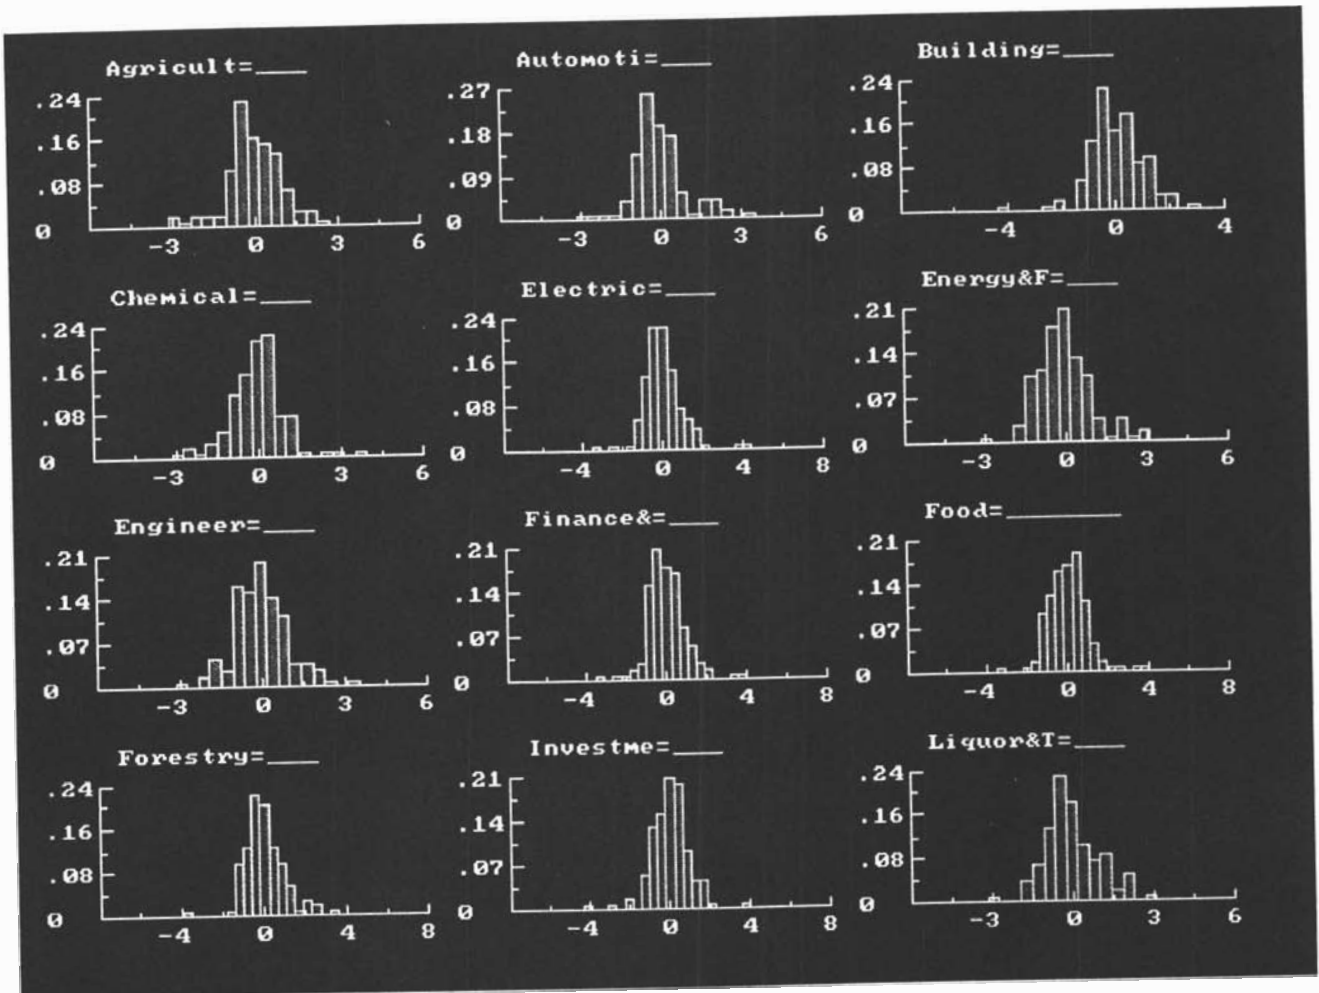 Agricult=____ Automoti=____ Building=____
.24 .27 .24
.16 .18 .16
.08 .09 .08
0 0 0
-3 0 3 6 -3 0 3 6 -4 0 4
Chemical=____ Electric=____ Energy&F=____
.24 .24 .21
.16 .16 .14
.08 .08 .07
0 0 0
-3 0 3 6 -4 0 4 8 -3 0 3 6
Engineer=____ Finance&=____ Food=_________
.21 .21 .21
.14 .14 .14
.07 .07 .07
0 0 0
-3 0 3 6 -4 0 4 8 -4 0 4 8
Forestry=____ Investme=____ Liquor&T=____
.24 .21 .24
.16 .14 .16
.08 .07 .08
0 0 0
-4 0 4 8 -4 0 4 8 -3 0 3 6